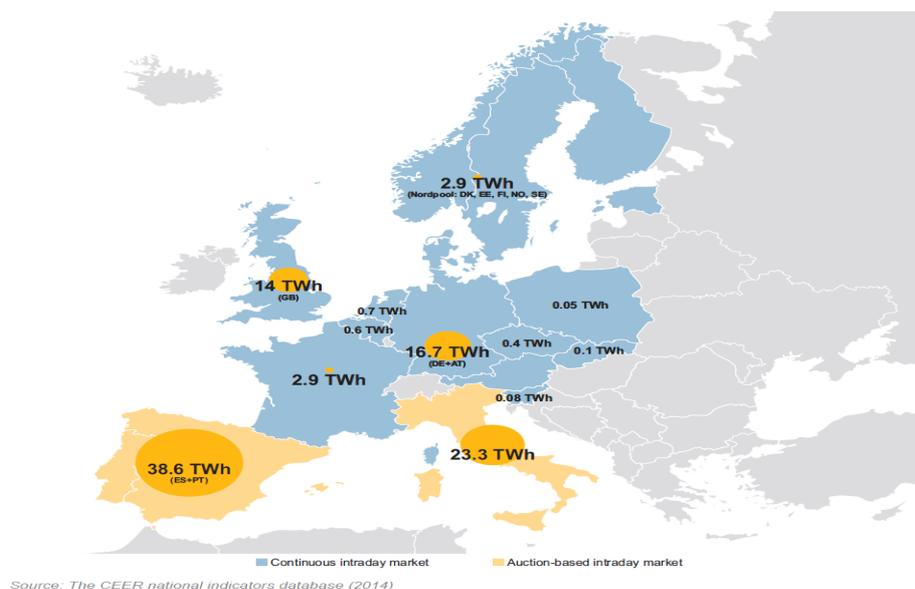 2.9 TWh
(Nordpool: DK, EE, FI, NO, SE)
14 TWh
(GB)
0.7 TWh
0.6 TWh
0.05 TWh
16.7 TWh
(DE+AT)
0.4 TWh
0.1 TWh
2.9 TWh
0.08 TWh
23.3 TWh
38.6 TWh
(ES+PT)
Continuous intraday market
Auction-based intraday market
Source: The CEER national indicators database (2014)